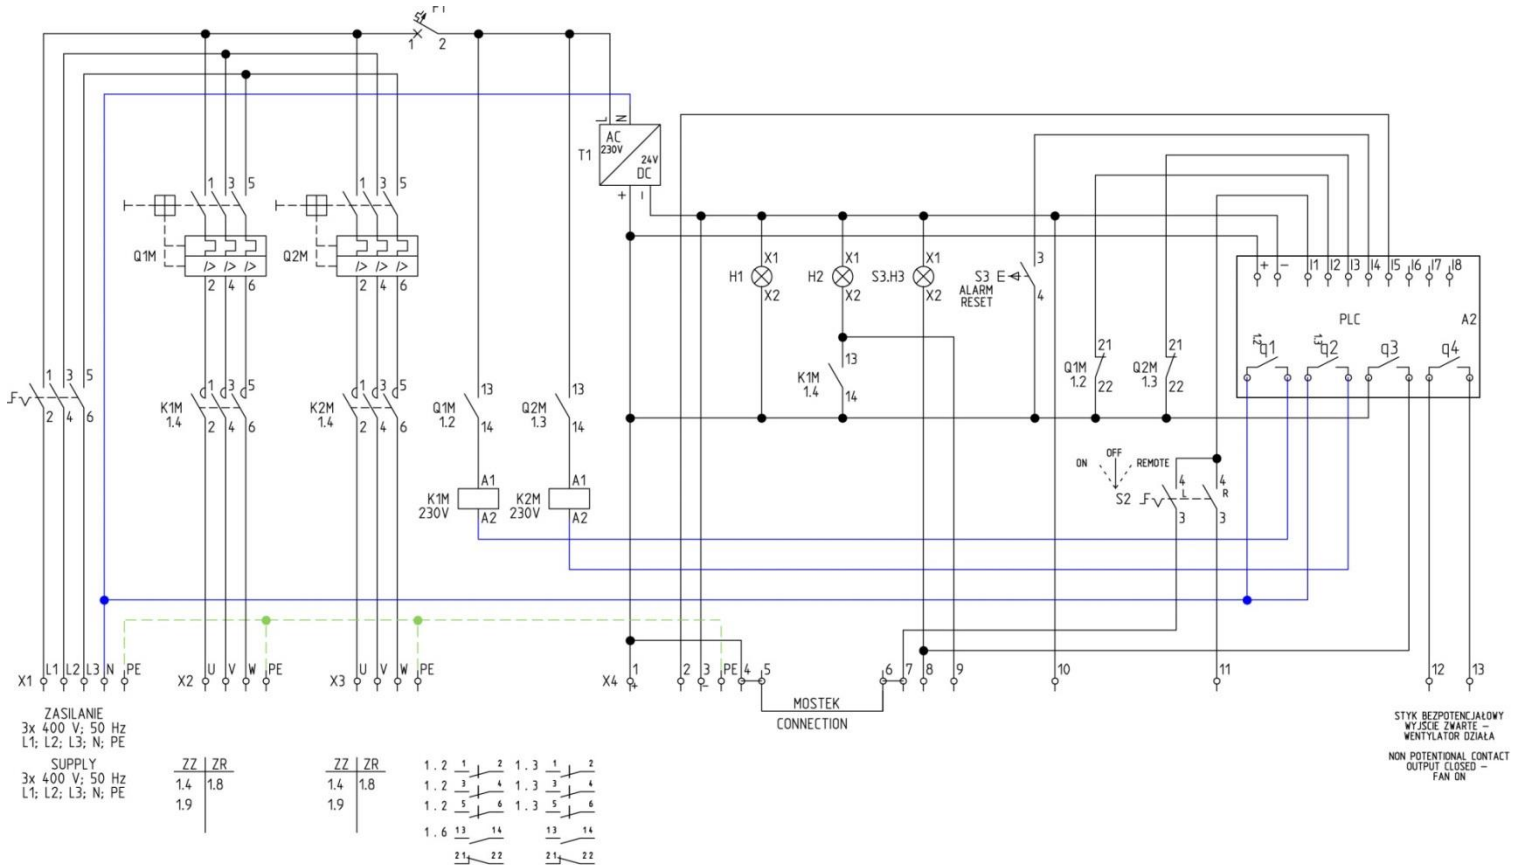 F1
1 2
L N
AC
230V
T1
24V
DC
+ -
1 3 5
Q1M
I> I> I>
2 4 6
1 3 5
Q2M
I> I> I>
2 4 6
X1
H1
X2
X1
H2
X2
X1
S3.H3
X2
3
S3 E
ALARM
RESET
4
+ - I1 I2 I3 I4 I5 I6 I7 I8
PLC A2
q1 q2 q3 q4
21
Q1M
1.2
22
21
Q2M
1.3
22
13
K1M
1.4
14
1 3 5
2 4 6
1 3 5
K1M
1.4
2 4 6
1 3 5
K2M
1.4
2 4 6
13
Q1M
1.2
14
13
Q2M
1.3
14
A1
K1M
230V
A2
A1
K2M
230V
A2
OFF
ON REMOTE
4 L 4 R
S2
3 3
X1 L1 L2 L3 N PE
X2 U V W PE
X3 U V W PE
X4 1 2 3 PE 4 5 6 7 8 9 10 11 12 13
+ -
MOSTEK
CONNECTION
ZASILANIE
3x 400 V; 50 Hz
L1; L2; L3; N; PE
SUPPLY
3x 400 V; 50 Hz
L1; L2; L3; N; PE
ZZ ZR
1.4 1.8
1.9
ZZ ZR
1.4 1.8
1.9
1.2 1 2
1.2 3 4
1.2 5 6
1.6 13 14
21 22
1.3 1 2
1.3 3 4
1.3 5 6
13 14
21 22
STYK BEZPOTENCJAŁOWY
WYJŚCIE ZWARTE –
WENTYLATOR DZIAŁA
NON POTENTIONAL CONTACT
OUTPUT CLOSED –
FAN ON